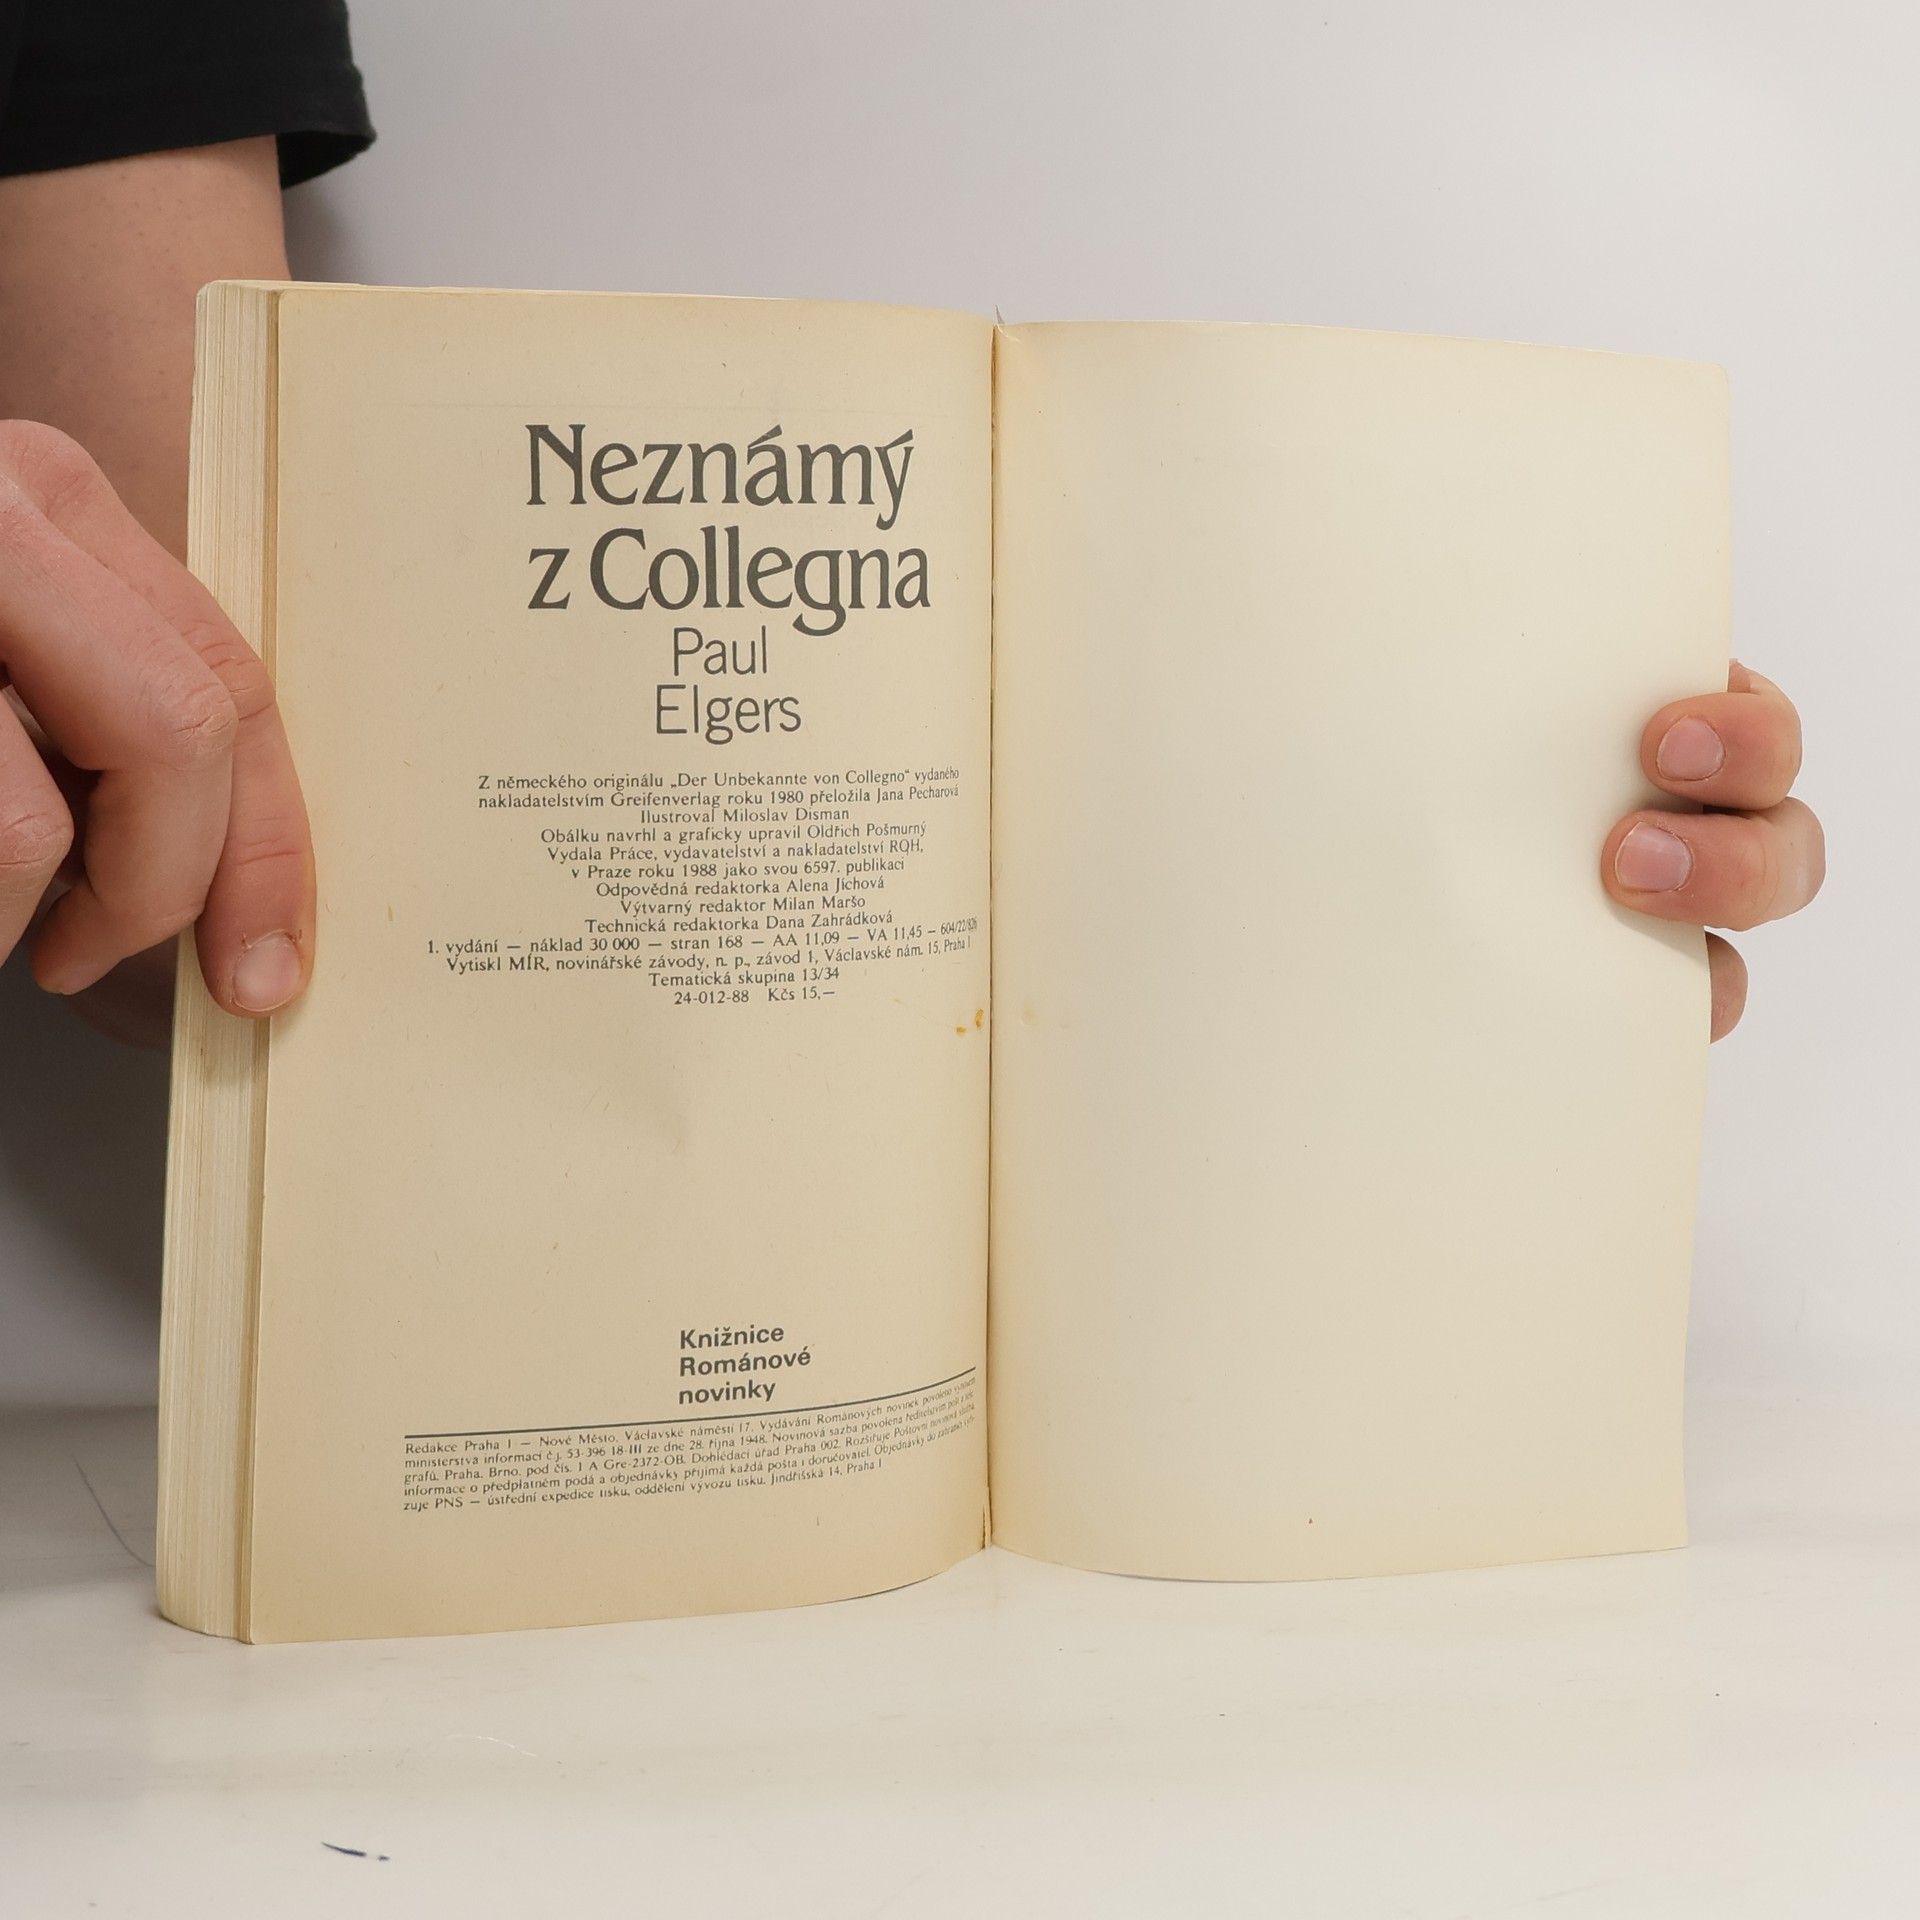 Neznámý
z Collegna
Paul
Elgers
Z německého originálu „Der Unbekannte von Collegno“ vydaného
nakladatelstvím Greifenverlag roku 1980 přeložila Jana Pecharová
Ilustroval Miloslav Disman
Obálku navrhl a graficky upravil Oldřich Pošmurný
Vydala Práce, vydavatelství a nakladatelství ROH,
v Praze roku 1988 jako svou 6597. publikaci
Odpovědná redaktorka Alena Jíchová
Výtvarný redaktor Milan Maršo
Technická redaktorka Dana Zahrádková
1. vydání — náklad 30 000 — stran 168 — AA 11,09 — VA 11,45 — 604/22/826
Vytiskl MÍR, novinářské závody, n. p., závod 1, Václavské nám. 15, Praha 1
Tematická skupina 13/34
24-012-88 Kčs 15,—
Knižnice
Románové
novinky
Redakce Praha 1 — Nové Město, Václavské náměstí 17. Vydávání Románových novinek povoleno výnosem
ministerstva informací č.j. 53-396 18-III ze dne 28. října 1948. Novinová sazba povolena ředitelstvím pošt a
grafů, Praha, Brno, pod čís. 1 A Gre-2372-OB. Dohlédací úřad Praha 002. Rozšiřuje Poštovní novinová služba,
informace o předplatném podá a objednávky přijímá každá pošta i doručovatel. Objednávky do zahraničí
zuje PNS — ústřední expedice tisku, oddělení vývozu tisku, Jindřišská 14, Praha 1